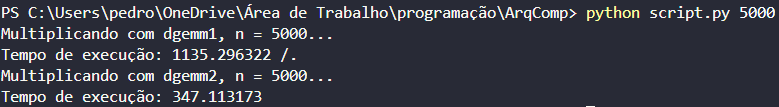 PS C:\Users\pedro\OneDrive\Área de Trabalho\programação\ArqComp> python script.py 5000
Multiplicando com dgemm1, n = 5000...
Tempo de execução: 1135.296322 /.
Multiplicando com dgemm2, n = 5000...
Tempo de execução: 347.113173